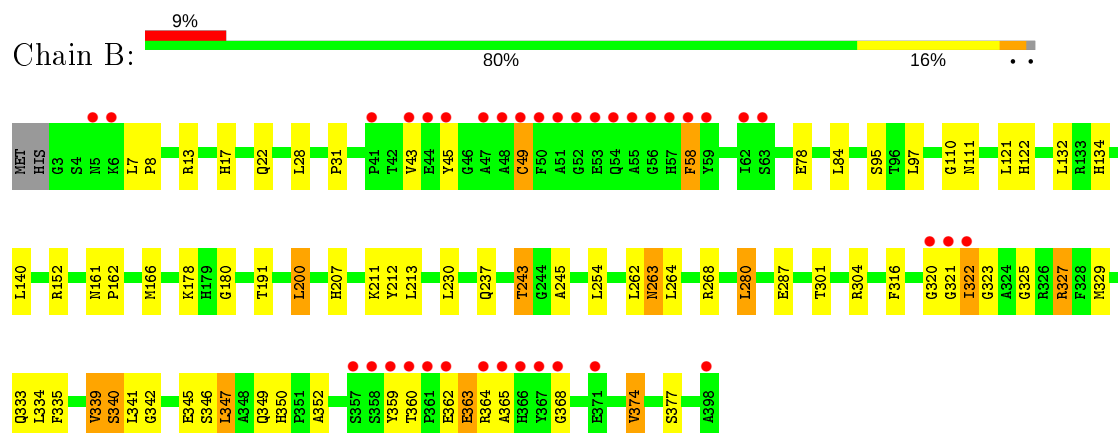 9%
Chain B:
80% 16% • •
MET HIS G3 S4 N5 K6 L7 P8 R13 H17 Q22 L28 P31 P41 T42 V43 E44 Y45 G46 A47 A48 C49 F50 A51 G52 E53 Q54 A55 G56 H57 F58 Y59 I62 S63 E78 L84 S95 T96 L97 G110 N111 L121 H122 L132 R133 H134
L140 R152 N161 P162 M166 K178 H179 G180 T191 L200 H207 K211 Y212 L213 L230 Q237 T243 G244 A245 L254 L262 N263 L264 R268 L280 E287 T301 R304 F316 G320 G321 I322 G323 A324 G325 R326 R327 F328 M329
Q333 L334 F335 V339 S340 L341 G342 E345 S346 L347 A348 Q349 H350 P351 A352 S357 S358 Y359 T360 P361 E362 E363 R364 A365 H366 Y367 G368 E371 V374 S377 A398